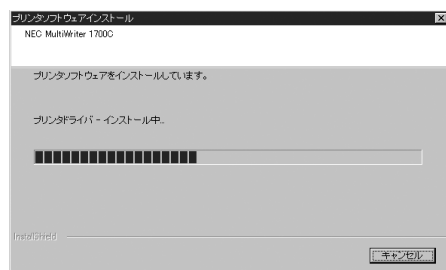 プリンタソフトウェアインストール
NEC MultiWriter 1700C
プリンタソフトウェアをインストールしています。
プリンタドライバ - インストール中...
InstallShield
キャンセル